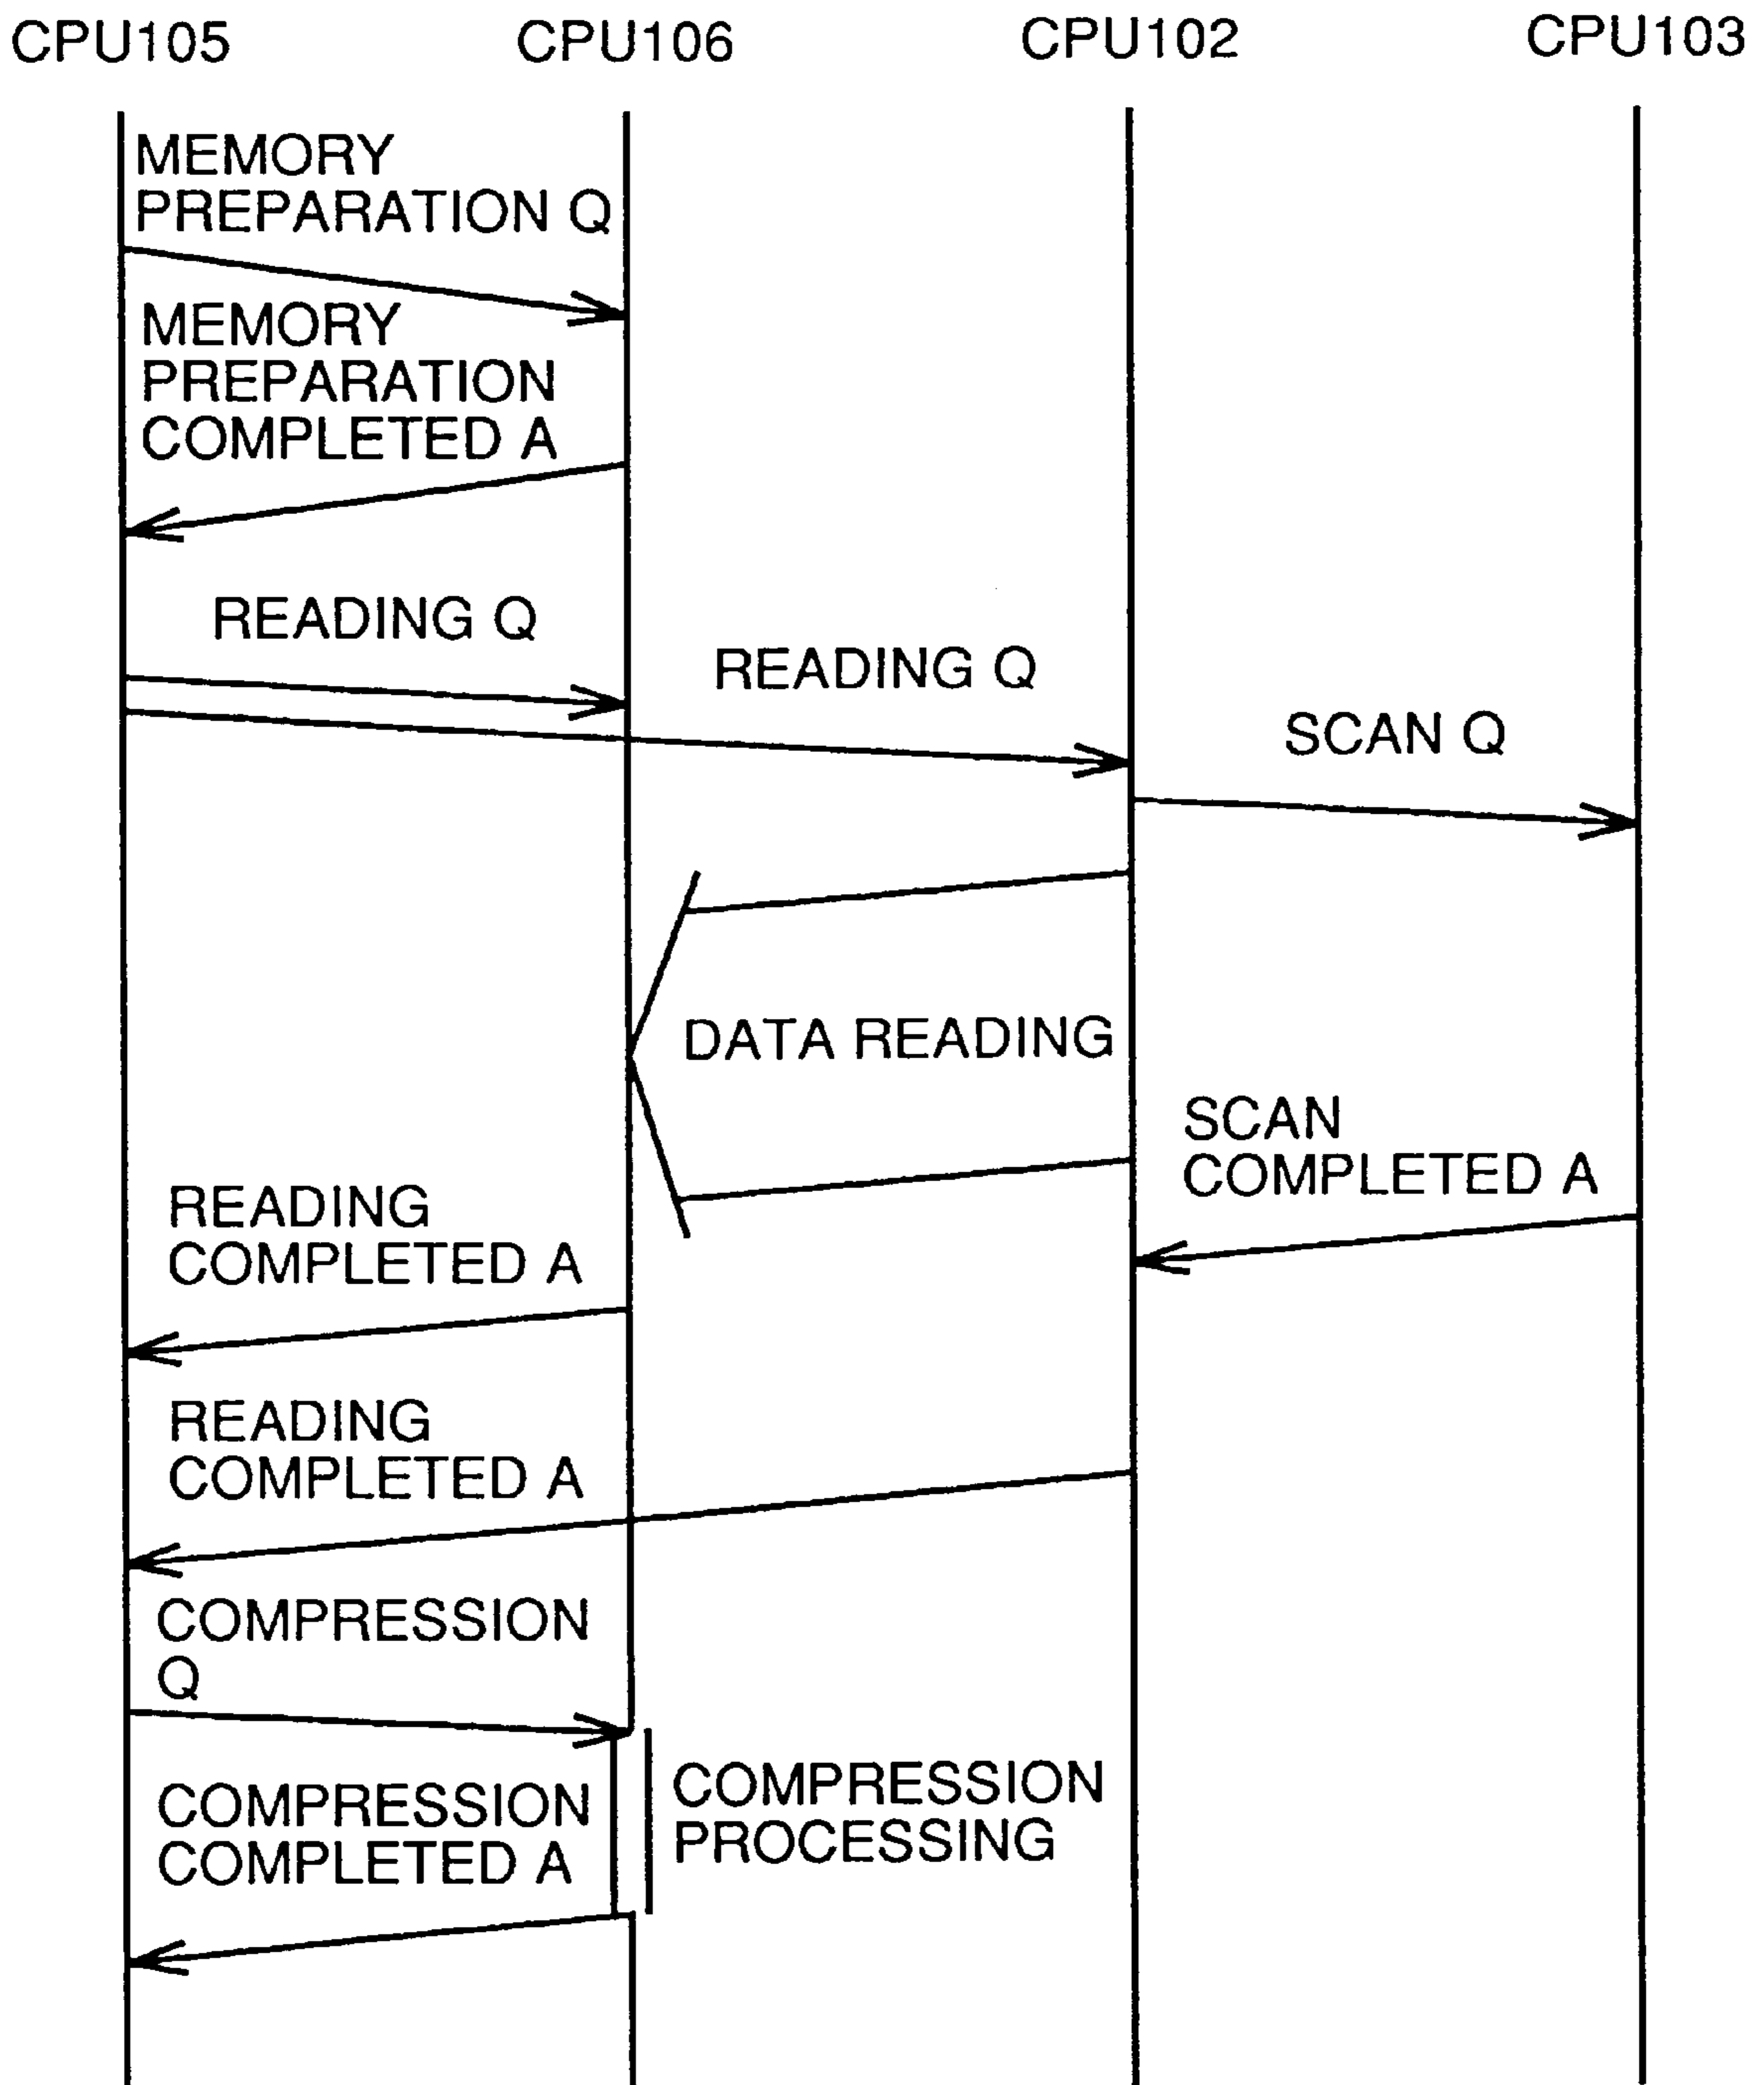 CPU105 CPU106 CPU102 CPU103
MEMORY
PREPARATION Q
MEMORY
PREPARATION
COMPLETED A
READING Q
READING Q
SCAN Q
DATA READING
SCAN
COMPLETED A
READING
COMPLETED A
READING
COMPLETED A
COMPRESSION
Q
COMPRESSION
PROCESSING
COMPRESSION
COMPLETED A